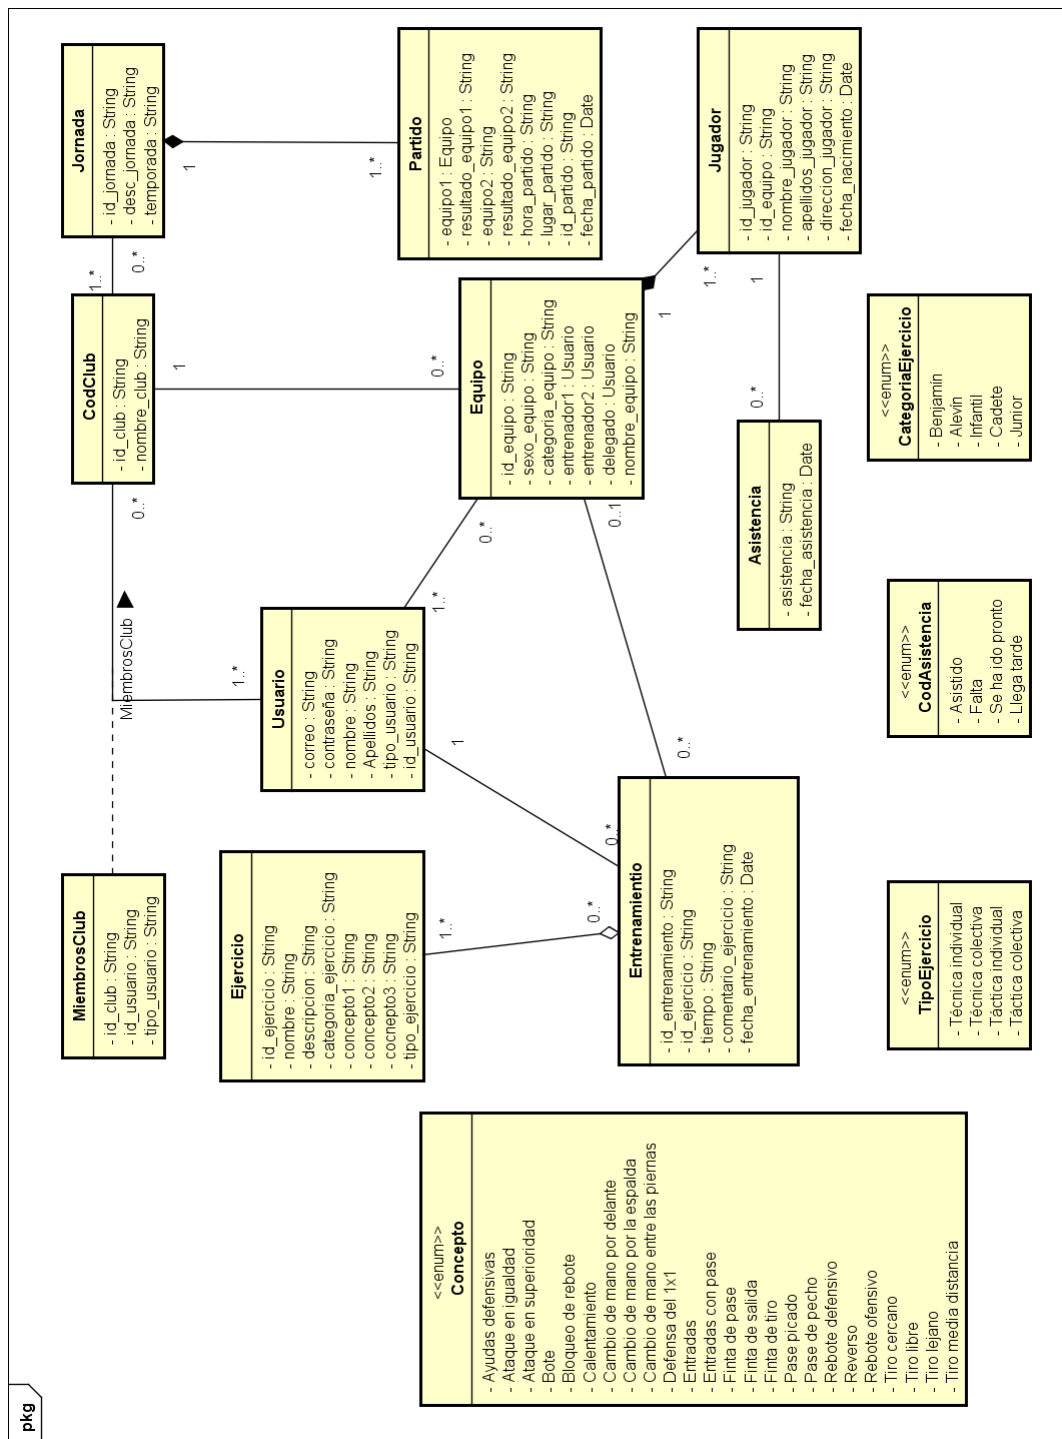 pkg
<<enum>>
Concepto
- Ayudas defensivas
- Ataque en igualdad
- Ataque en superioridad
- Bote
- Bloqueo de rebote
- Calentamiento
- Cambio de mano por delante
- Cambio de mano por la espalda
- Cambio de mano entre las piernas
- Defensa del 1x1
- Entradas
- Entradas con pase
- Finta de pase
- Finta de salida
- Finta de tiro
- Pase picado
- Pase de pecho
- Rebote defensivo
- Reverso
- Rebote ofensivo
- Tiro cercano
- Tiro libre
- Tiro lejano
- Tiro media distancia
MiembrosClub
- id_club : String
- id_usuario : String
- tipo_usuario : String
MiembrosClub
0..*
1..*
CodClub
- id_club : String
- nombre_club : String
1..*
0..*
Jornada
- id_jornada : String
- desc_jornada : String
- temporada : String
1
1..*
Ejercicio
- id_ejercicio : String
- nombre : String
- descripcion : String
- categoria_ejercicio : String
- concepto1 : String
- concepto2 : String
- cocnepto3 : String
- tipo_ejercicio : String
1..*
0..*
Usuario
- correo : String
- contraseña : String
- nombre : String
- Apellidos : String
- tipo_usuario : String
- id_usuario : String
1
0..*
1..*
0..*
1
0..*
Equipo
- id_equipo : String
- sexo_equipo : String
- categoria_equipo : String
- entrenador1 : Usuario
- entrenador2 : Usuario
- delegado : Usuario
- nombre_equipo : String
0..1
0..*
1
1..*
Partido
- equipo1 : Equipo
- resultado_equipo1 : String
- equipo2 : String
- resultado_equipo2 : String
- hora_partido : String
- lugar_partido : String
- id_partido : String
- fecha_partido : Date
Entrenamientio
- id_entrenamiento : String
- id_ejercicio : String
- tiempo : String
- comentario_ejercicio : String
- fecha_entrenamiento : Date
Asistencia
- asistencia : String
- fecha_asistencia : Date
0..*
1
Jugador
- id_jugador : String
- id_equipo : String
- nombre_jugador : String
- apellidos_jugador : String
- direccion_jugador : String
- fecha_nacimiento : Date
<<enum>>
TipoEjercicio
- Técnica individual
- Técnica colectiva
- Táctica individual
- Táctica colectiva
<<enum>>
CodAsistencia
- Asistido
- Falta
- Se ha ido pronto
- Llega tarde
<<enum>>
CategoriaEjercicio
- Benjamin
- Alevín
- Infantil
- Cadete
- Junior